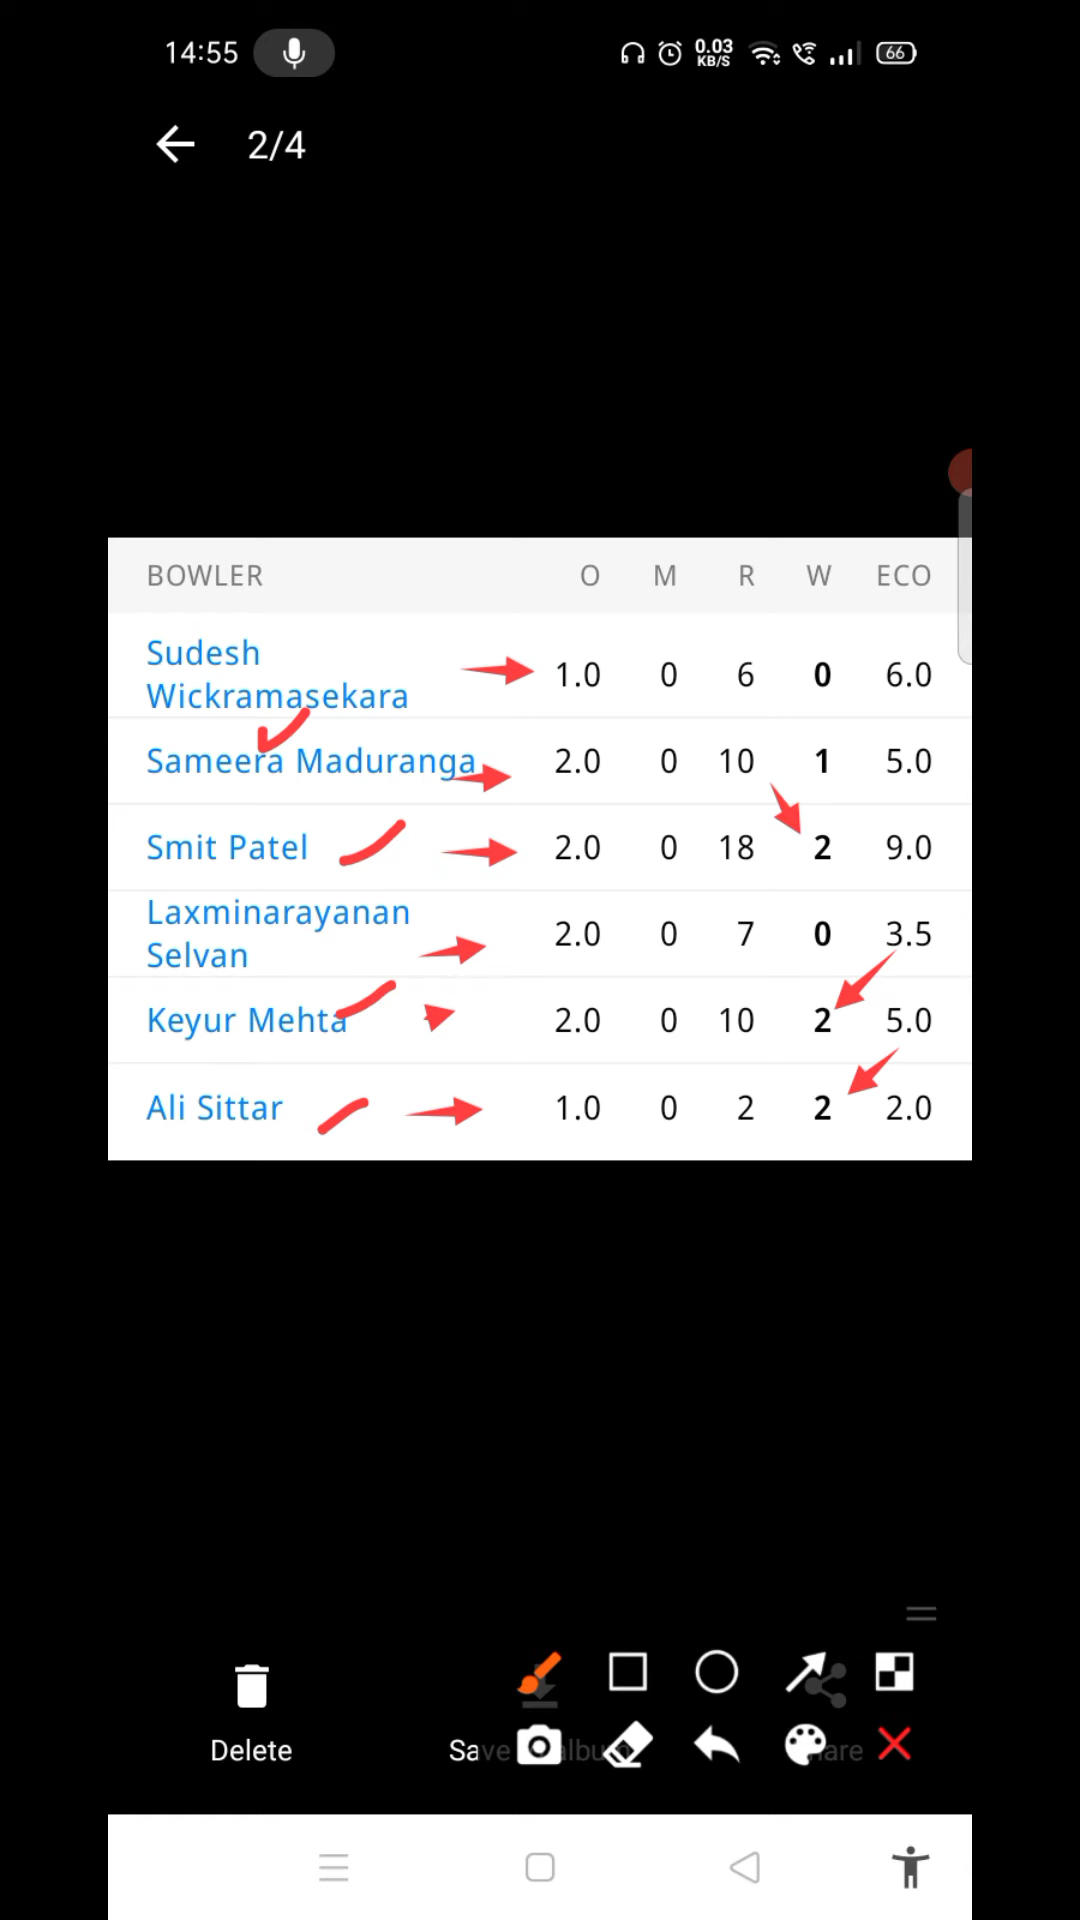 14:55 0.03 KB/S 66
2/4
BOWLER O M R W ECO
Sudesh
Wickramasekara 1.0 0 6 0 6.0
Sameera Maduranga 2.0 0 10 1 5.0
Smit Patel 2.0 0 18 2 9.0
Laxminarayanan
Selvan 2.0 0 7 0 3.5
Keyur Mehta 2.0 0 10 2 5.0
Ali Sittar 1.0 0 2 2 2.0
Delete